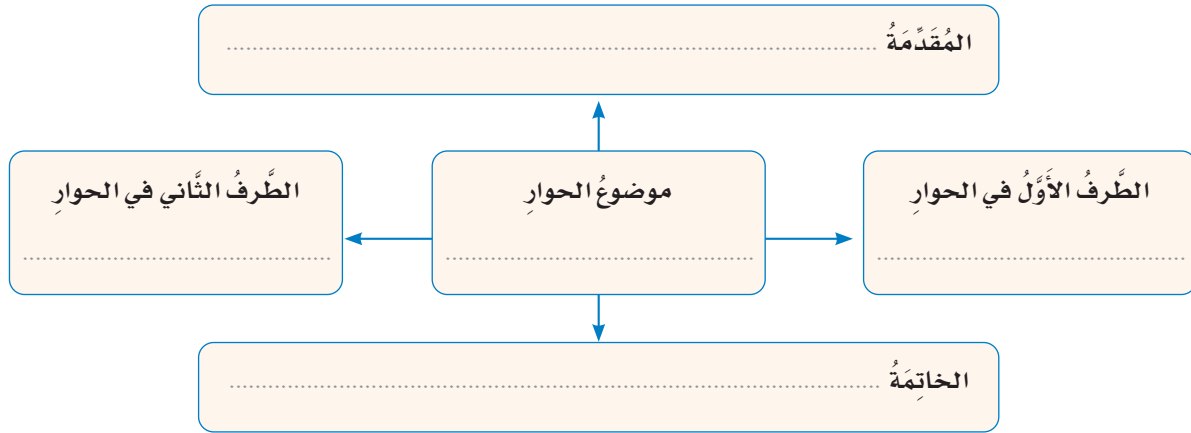 المُقَدِّمَةُ ................................................................
الطَّرفُ الأَوَّلُ في الحوارِ
................................................................
موضوعُ الحوارِ
................................................................
الطَّرفُ الثَّاني في الحوارِ
................................................................
الخاتِمَةُ ................................................................